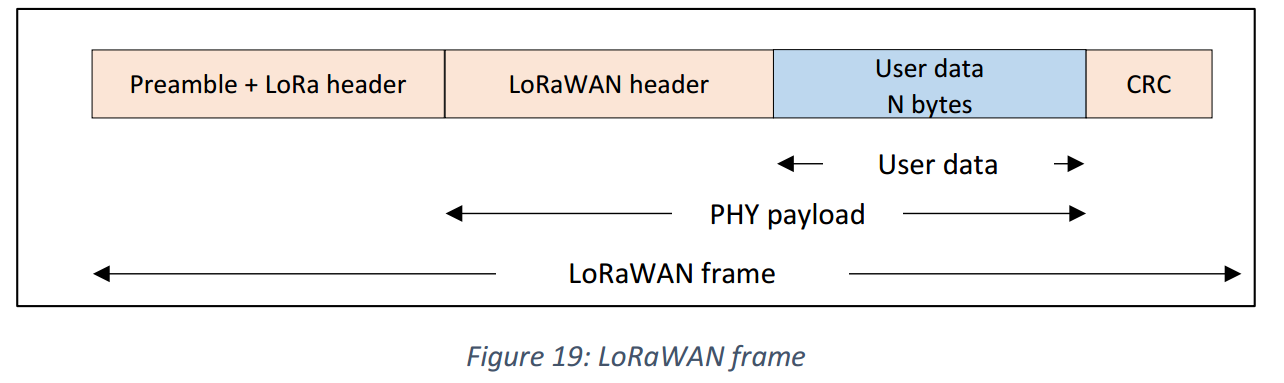 Preamble + LoRa header
LoRaWAN header
User data
N bytes
CRC
User data
PHY payload
LoRaWAN frame
Figure 19: LoRaWAN frame